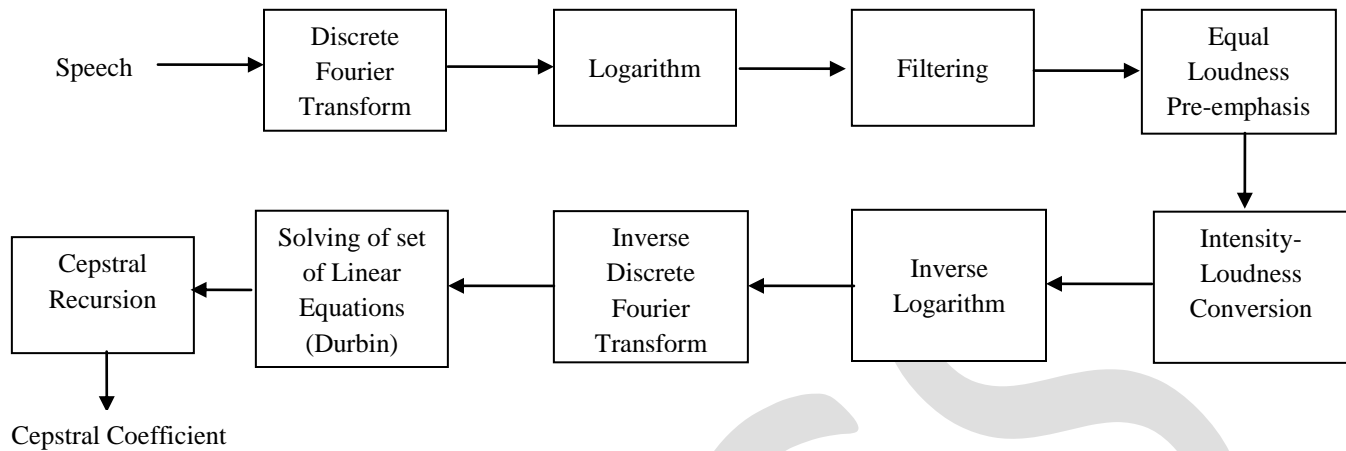 Speech
Discrete
Fourier
Transform
Logarithm
Filtering
Equal
Loudness
Pre-emphasis
Intensity-
Loudness
Conversion
Inverse
Logarithm
Inverse
Discrete
Fourier
Transform
Solving of set
of Linear
Equations
(Durbin)
Cepstral
Recursion
Cepstral Coefficient